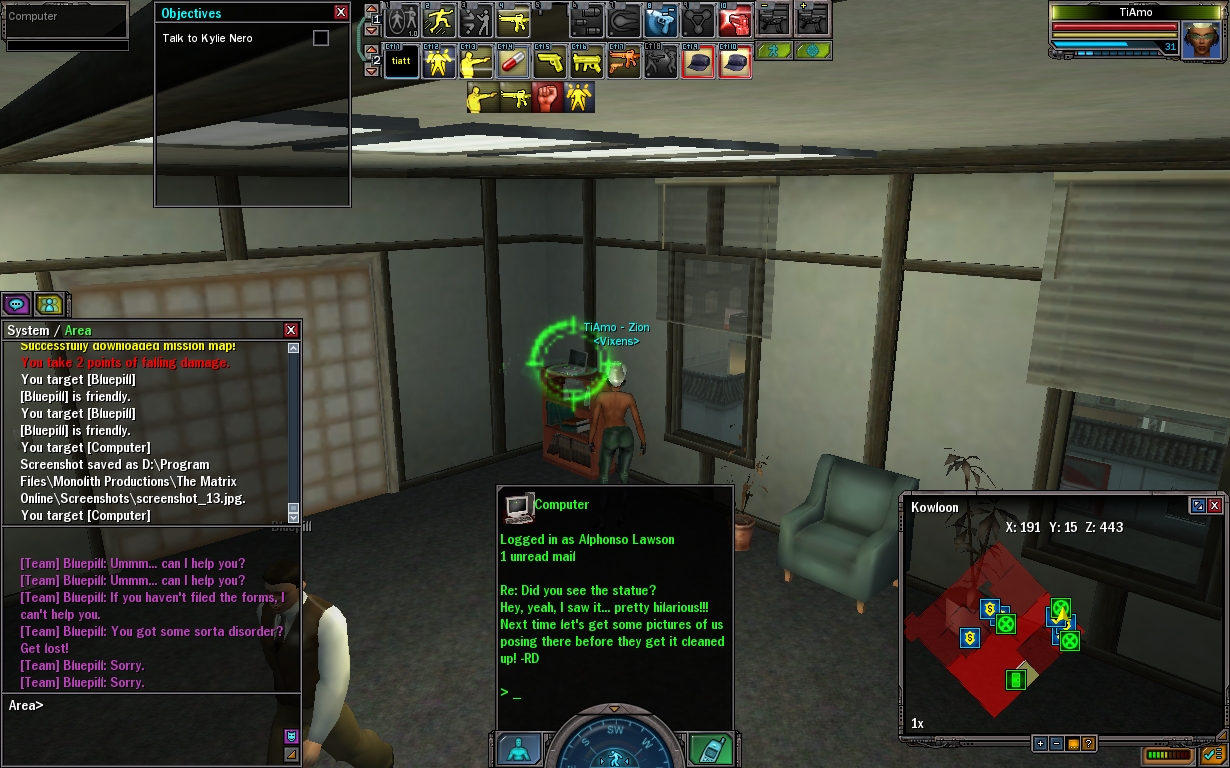 Computer
Objectives
Talk to Kylie Nero
1
2
tiatt
TiAmo
31
TiAmo - Zion
<Vixens>
System / Area
Successfully downloaded mission map!
You take 2 points of falling damage.
You target [Bluepill]
[Bluepill] is friendly.
You target [Bluepill]
[Bluepill] is friendly.
You target [Computer]
Screenshot saved as D:\Program
Files\Monolith Productions\The Matrix
Online\Screenshots\screenshot_13.jpg.
You target [Computer]
[Team] Bluepill: Ummm... can I help you?
[Team] Bluepill: Ummm... can I help you?
[Team] Bluepill: If you haven't filed the forms, I
can't help you.
[Team] Bluepill: You got some sorta disorder?
Get lost!
[Team] Bluepill: Sorry.
[Team] Bluepill: Sorry.
Area>
Computer
Logged in as Alphonso Lawson
1 unread mail
Re: Did you see the statue?
Hey, yeah, I saw it... pretty hilarious!!!
Next time let's get some pictures of us
posing there before they get it cleaned
up! -RD
> _
S SW W
Kowloon
X: 191 Y: 15 Z: 443
1x